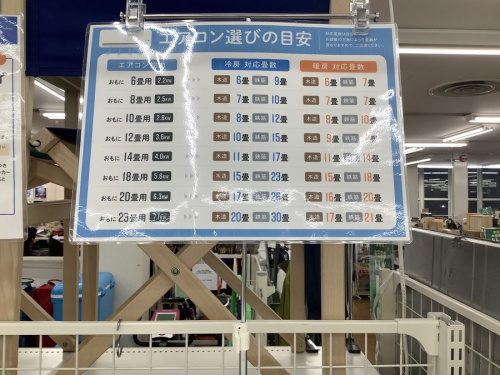 エアコン選びの目安
エアコン
冷房 対応畳数
暖房 対応畳数
おもに 6畳用 2.2kW 木造 6畳 鉄筋 9畳 木造 6畳 鉄筋 7畳
おもに 8畳用 2.5kW 木造 7畳 鉄筋 10畳 木造 6畳 鉄筋 8畳
おもに 10畳用 2.8kW 木造 8畳 鉄筋 12畳 木造 8畳 鉄筋 10畳
おもに 12畳用 3.6kW 木造 10畳 鉄筋 15畳 木造 9畳 鉄筋 畳
おもに 14畳用 4.0kW 木造 11畳 鉄筋 17畳 木造 11畳 鉄筋 14畳
おもに 18畳用 5.6kW 木造 15畳 鉄筋 23畳 木造 15畳 鉄筋 18畳
おもに 20畳用 6.3kW 木造 17畳 鉄筋 26畳 木造 16畳 鉄筋 20畳
おもに 23畳用 木造 20畳 鉄筋 30畳 木造 17畳 鉄筋 21畳